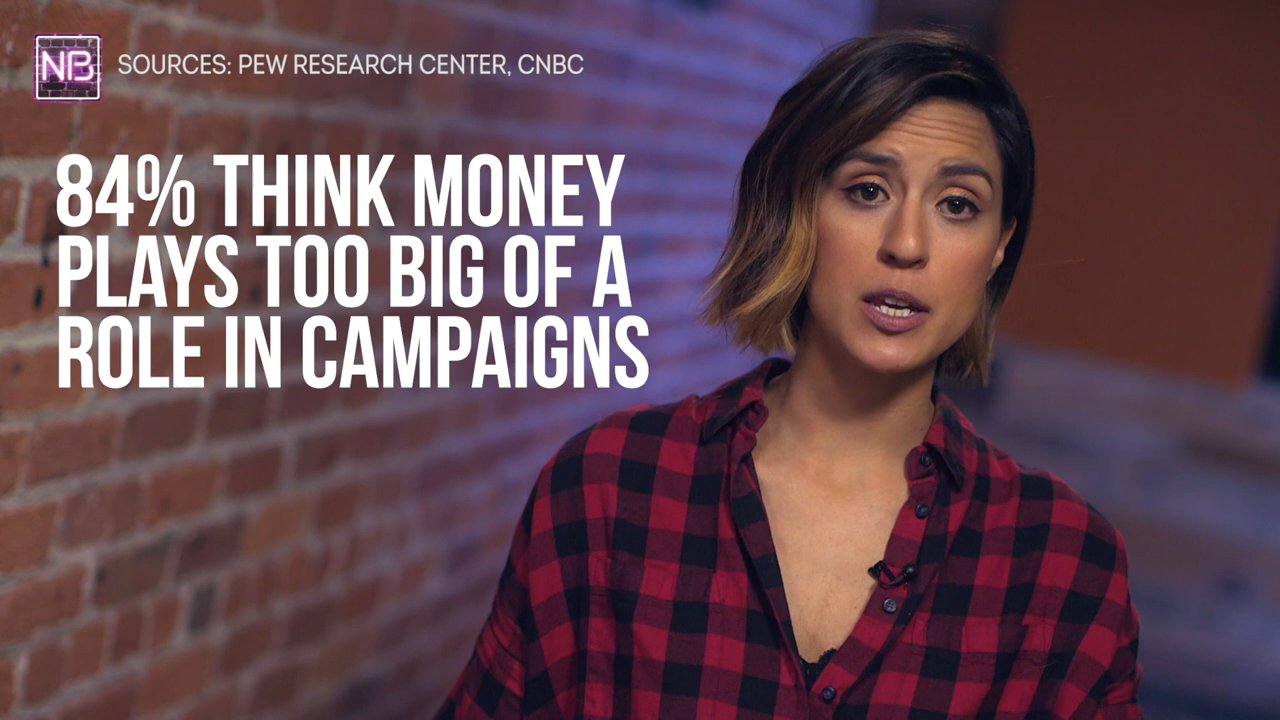 NB
SOURCES: PEW RESEARCH CENTER, CNBC
84% THINK MONEY
PLAYS TOO BIG OF A
ROLE IN CAMPAIGNS